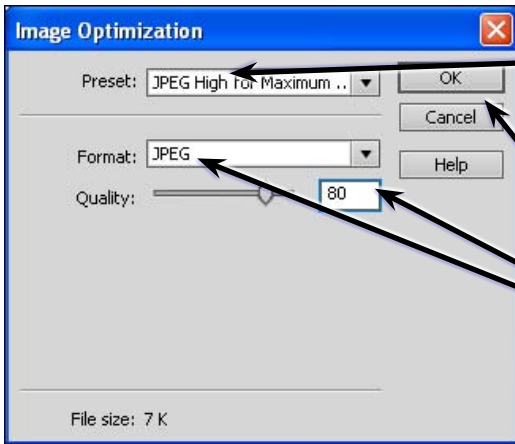 Image Optimization
Preset: JPEG High for Maximum ..
OK
Cancel
Format: JPEG
Help
Quality: 80
File size: 7 K